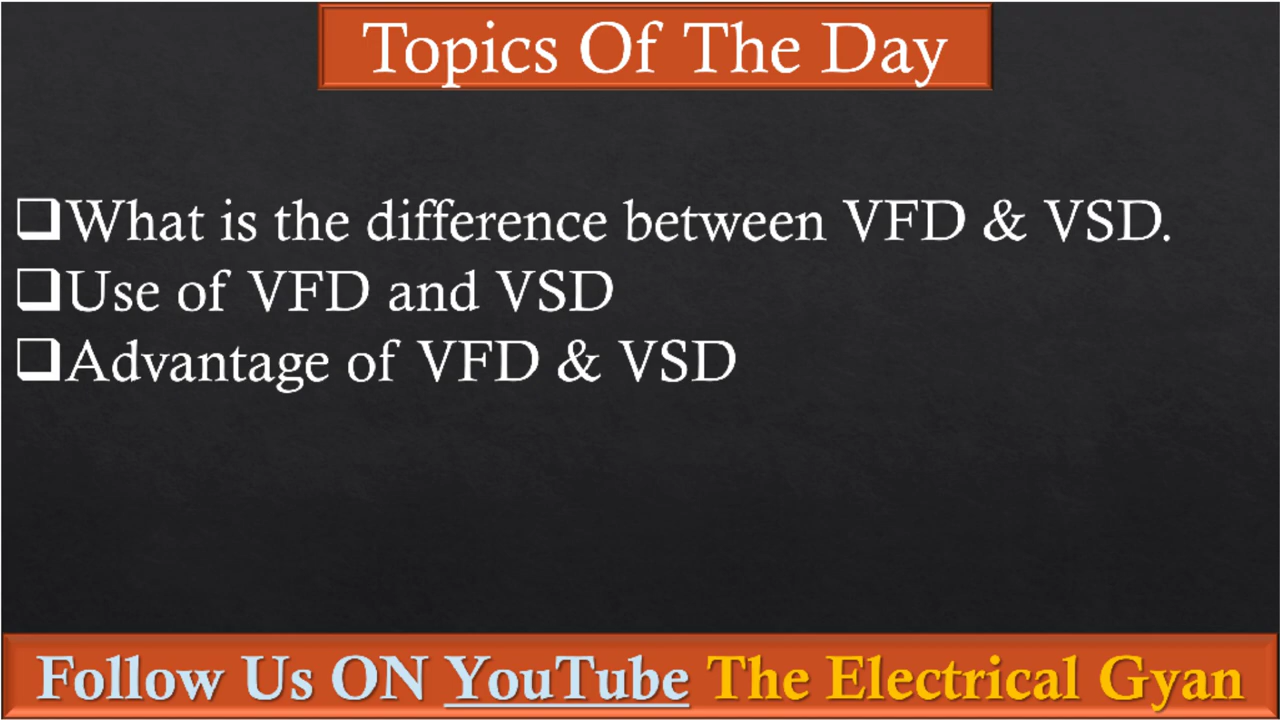 Topics Of The Day
❑What is the difference between VFD & VSD.
❑Use of VFD and VSD
❑Advantage of VFD & VSD
Follow Us ON YouTube The Electrical Gyan